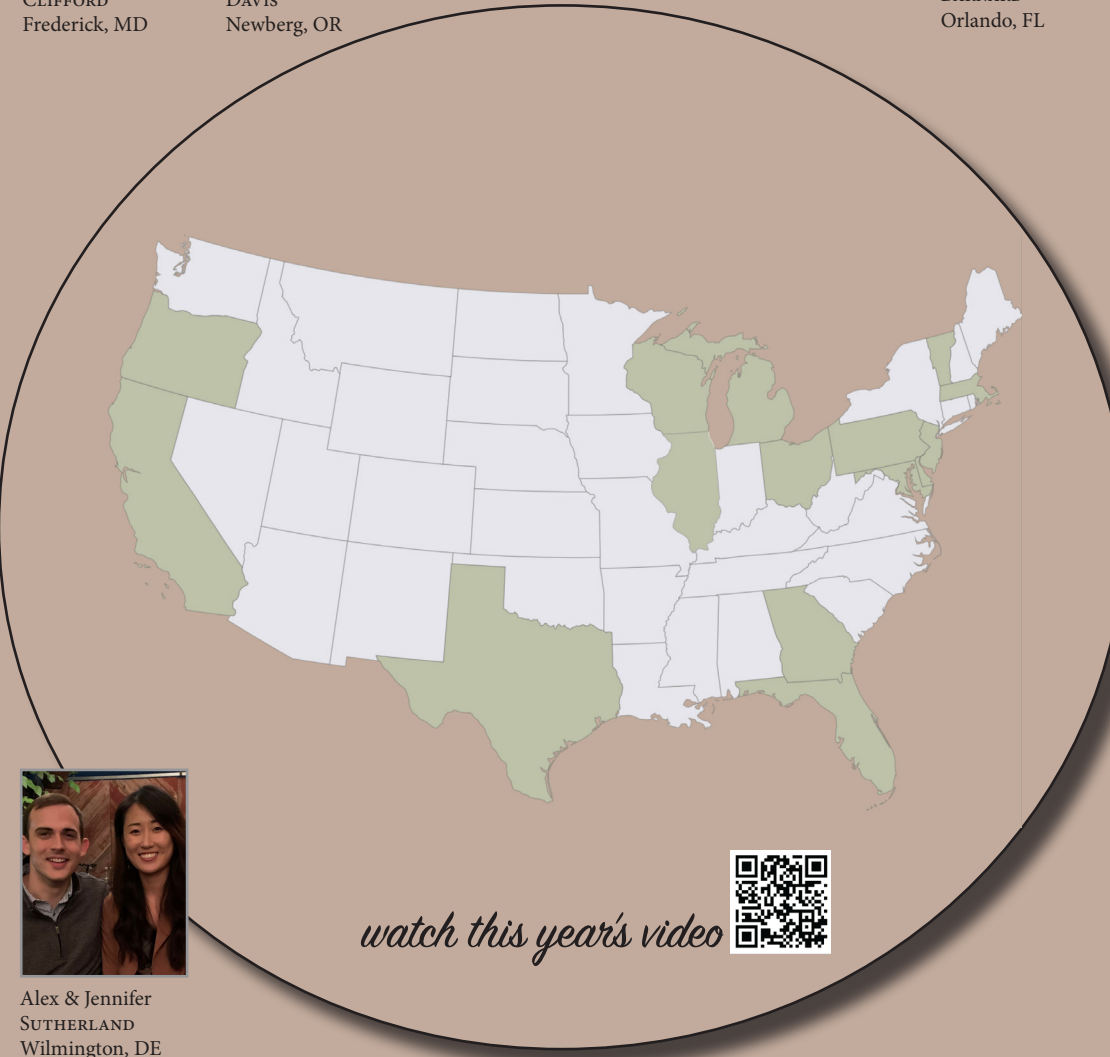 CLIFFORD
Frederick, MD
DAVIS
Newberg, OR
Orlando, FL
watch this year's video
Alex & Jennifer
SUTHERLAND
Wilmington, DE